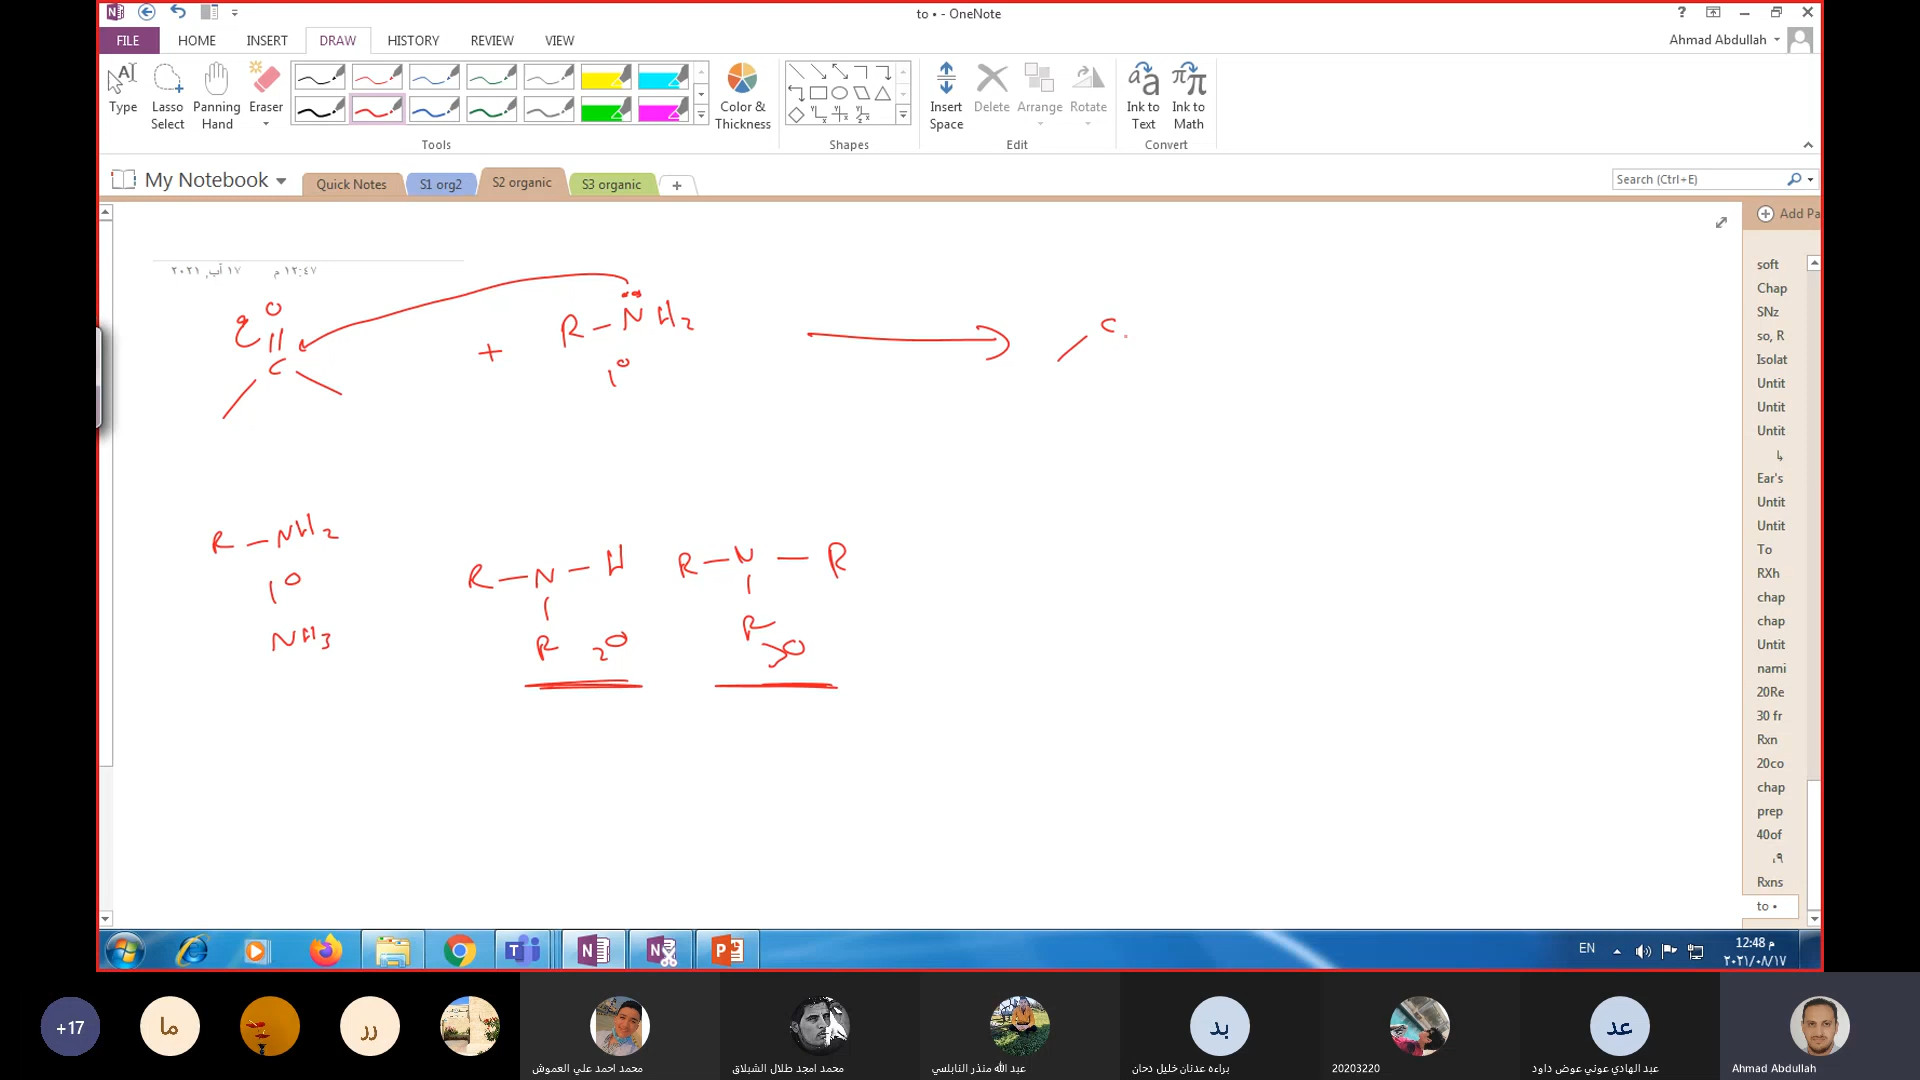 to • - OneNote
FILE HOME INSERT DRAW HISTORY REVIEW VIEW
Ahmad Abdullah
Type
Lasso Select
Panning Hand
Eraser
Color & Thickness
Insert Space
Delete
Arrange
Rotate
Ink to Text
Ink to Math
Tools
Shapes
Edit
Convert
My Notebook
Quick Notes
S1 org2
S2 organic
S3 organic
Search (Ctrl+E)
Add Pa
١٧ آب, ٢٠٢١ ١٢:٤٧ م
O
C
+
R-NH2
1°
C
R-NH2
1°
NH3
R-N-H
R 2°
R-N-R
R
3°
soft
Chap
SNz
so, R
Isolat
Untit
Untit
Untit
Ear's
Untit
Untit
To
RXh
chap
chap
Untit
nami
20Re
30 fr
Rxn
20co
chap
prep
40of
٩،
Rxns
to •
EN
12:48 م
٢٠٢١/٠٨/١٧
+17
ما
رر
محمد احمد علي العموش
محمد امجد طلال الشبلاق
عبد الله منذر النابلسي
بد
براءه عدنان خليل دحان
20203220
عد
عبد الهادي عوني عوض داود
Ahmad Abdullah